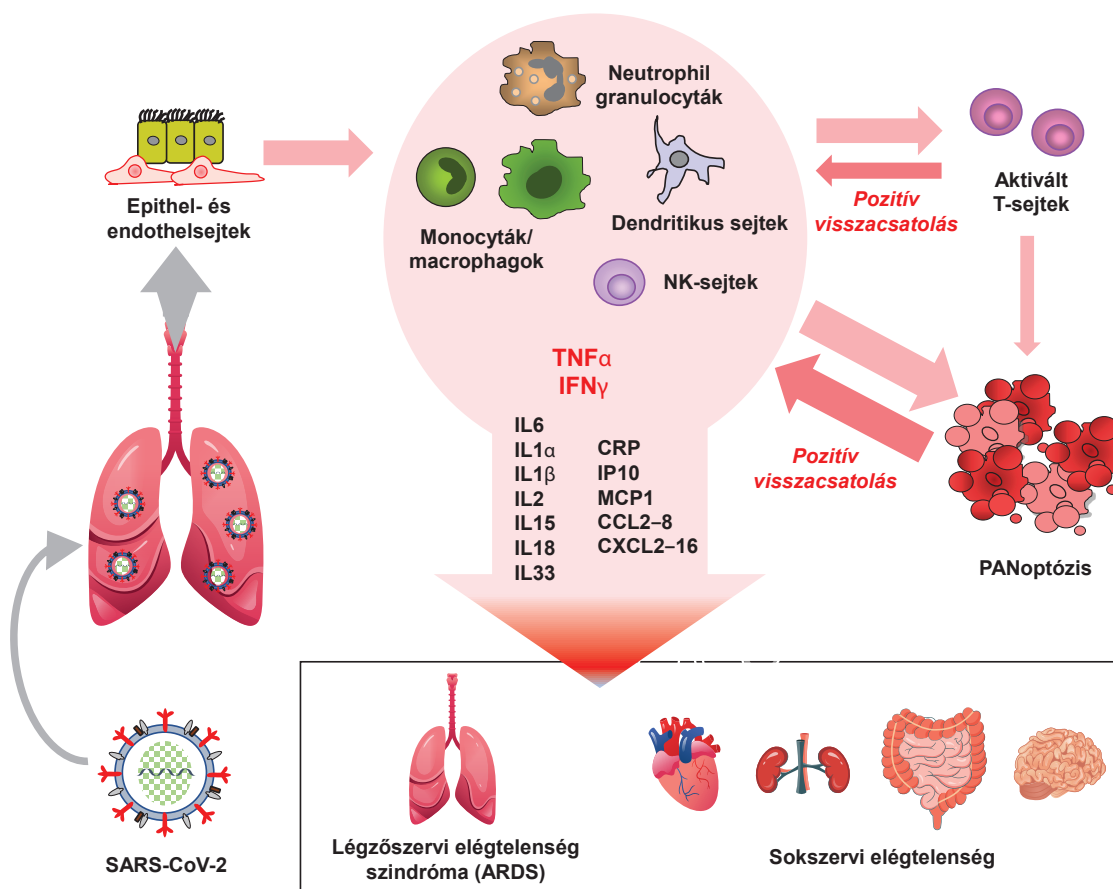 Neutrophil
granulocyták
Epithel- és
endothelsejtek
Monocyták/
macrophagok
Dendritikus sejtek
NK-sejtek
Pozitív
visszacsatolás
Aktivált
T-sejtek
TNFα
IFNγ
IL6
IL1α
IL1β
IL2
IL15
IL18
IL33
CRP
IP10
MCP1
CCL2–8
CXCL2–16
Pozitív
visszacsatolás
PANoptózis
SARS-CoV-2
Légzőszervi elégtelenség
szindróma (ARDS)
Sokszervi elégtelenség